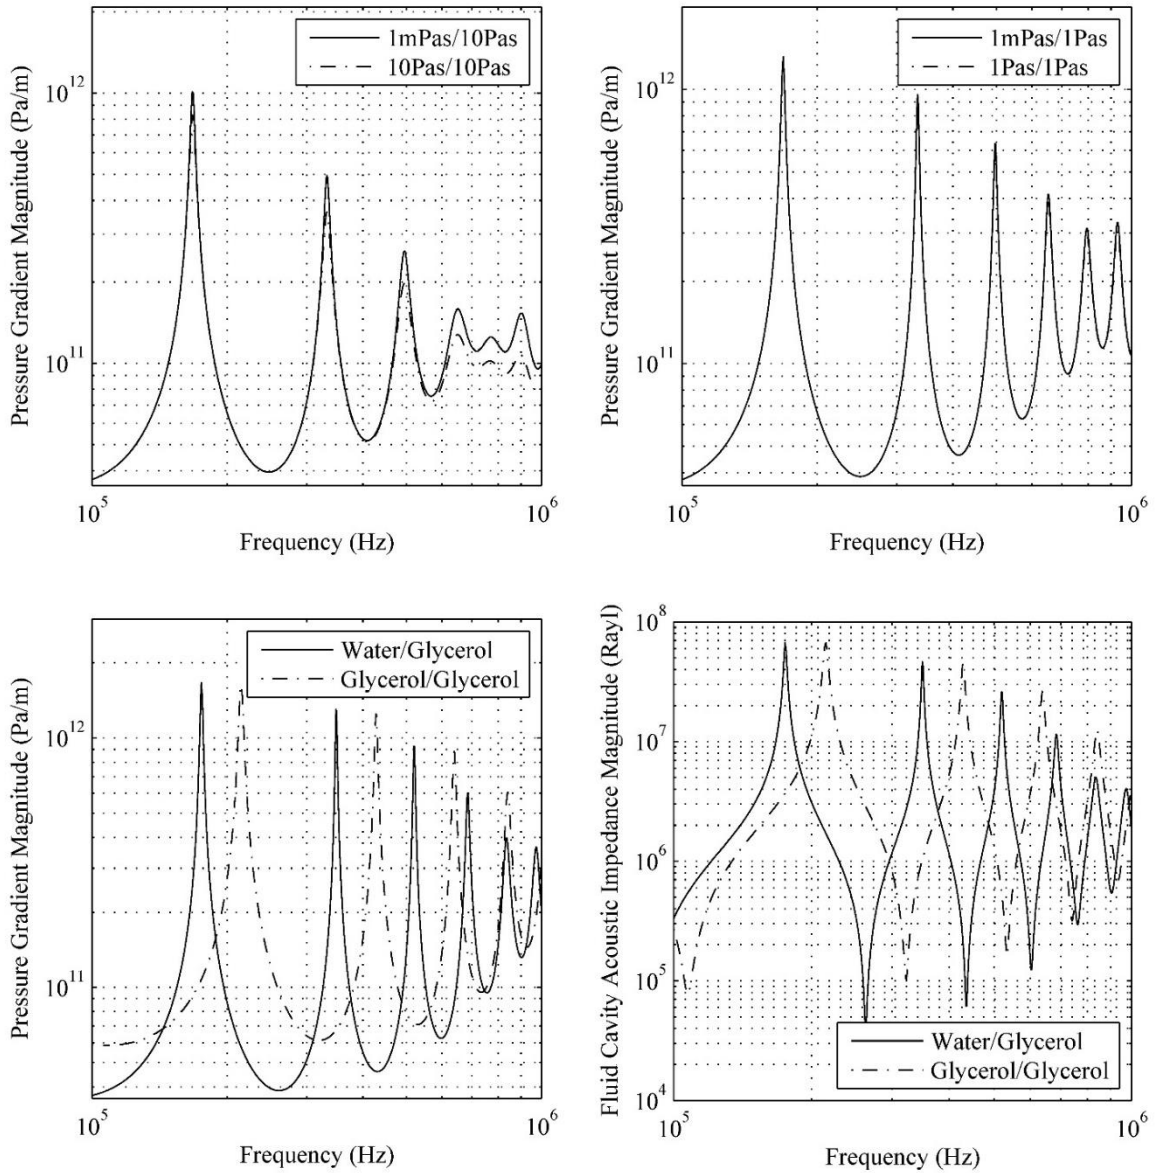 1mPas/10Pas
10Pas/10Pas
Pressure Gradient Magnitude (Pa/m)
10^12
10^11
10^5
10^6
Frequency (Hz)
1mPas/1Pas
1Pas/1Pas
Pressure Gradient Magnitude (Pa/m)
10^12
10^11
10^5
10^6
Frequency (Hz)
Water/Glycerol
Glycerol/Glycerol
Pressure Gradient Magnitude (Pa/m)
10^12
10^11
10^5
10^6
Frequency (Hz)
Fluid Cavity Acoustic Impedance Magnitude (Rayl)
10^8
10^7
10^6
10^5
10^4
Water/Glycerol
Glycerol/Glycerol
10^5
10^6
Frequency (Hz)